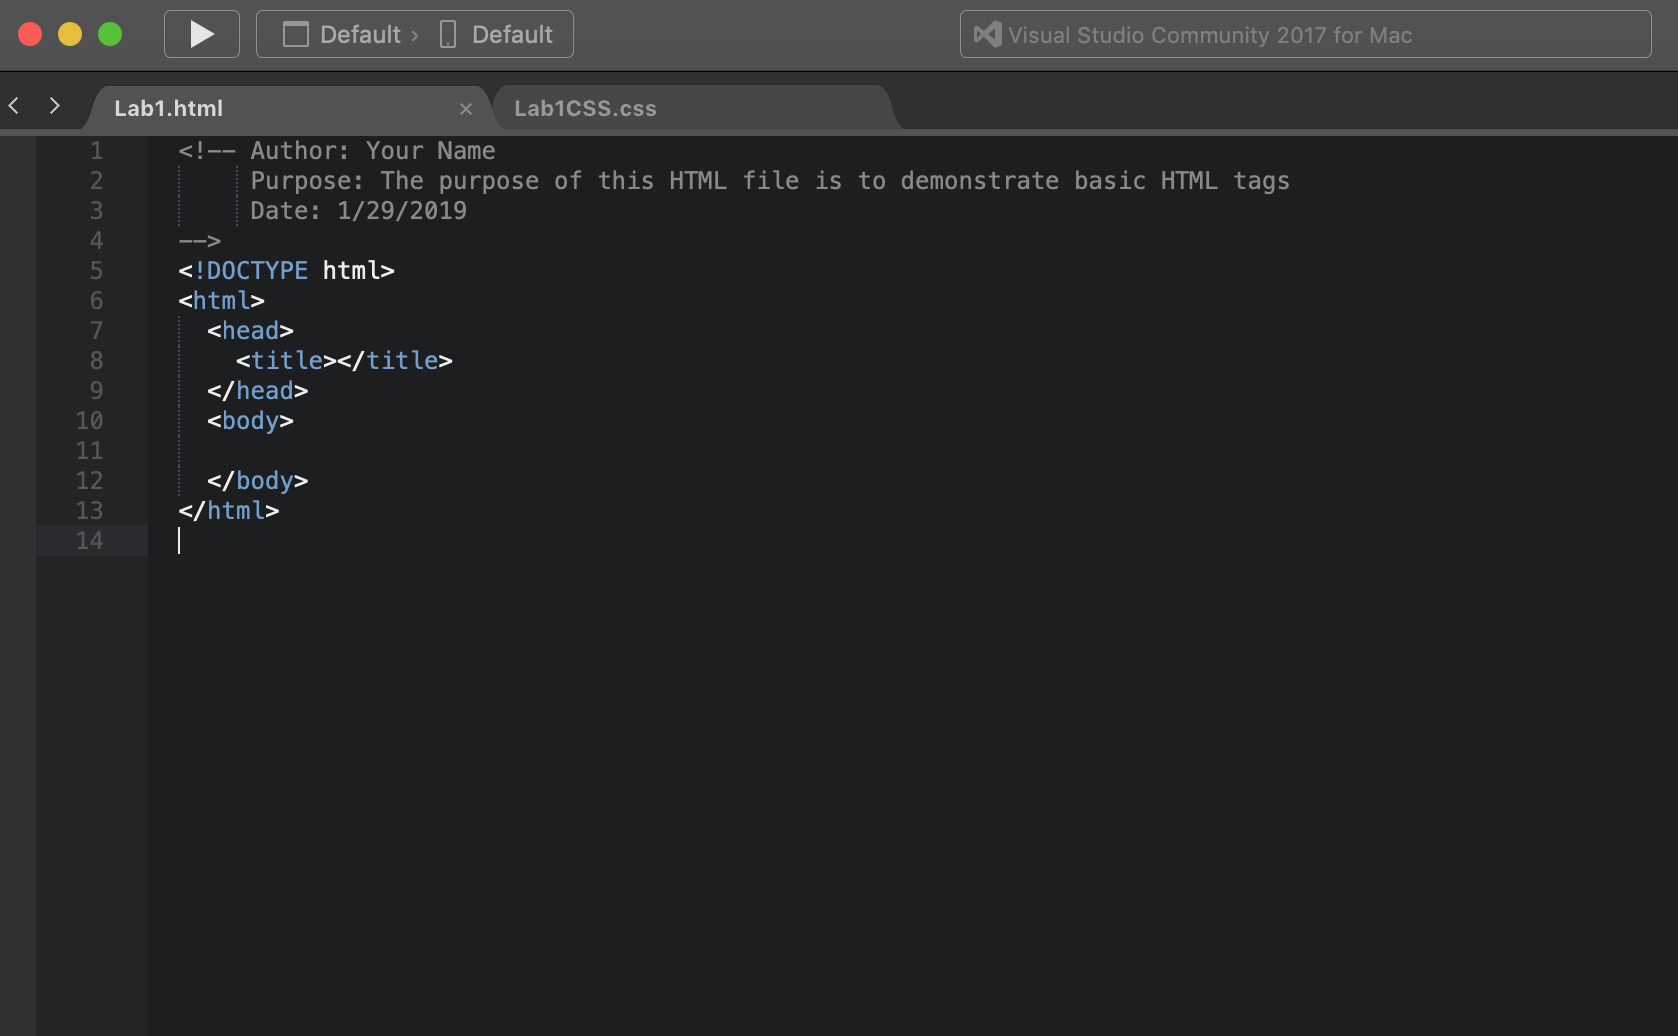 Default › Default
Visual Studio Community 2017 for Mac
Lab1.html ×
Lab1CSS.css
1 <!-- Author: Your Name
2 Purpose: The purpose of this HTML file is to demonstrate basic HTML tags
3 Date: 1/29/2019
4 -->
5 <!DOCTYPE html>
6 <html>
7 <head>
8 <title></title>
9 </head>
10 <body>
11
12 </body>
13 </html>
14